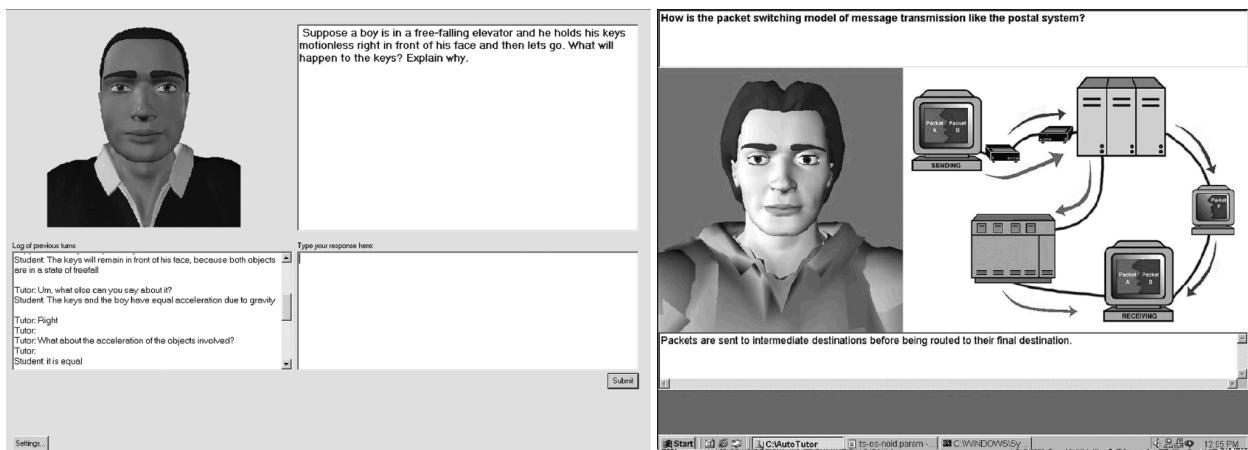 Suppose a boy is in a free-falling elevator and he holds his keys
motionless right in front of his face and then lets go. What will
happen to the keys? Explain why.
Log of previous turns
Student: The keys will remain in front of his face, because both objects
are in a state of freefall
Tutor: Um, what else can you say about it?
Student: The keys and the boy have equal acceleration due to gravity
Tutor: Right
Tutor:
Tutor: What about the acceleration of the objects involved?
Tutor:
Student: it is equal
Type your response here:
Submit
Settings...
How is the packet switching model of message transmission like the postal system?
Packet A
Packet B
SENDING
Packet
Packet A
Packet B
RECEIVING
Packets are sent to intermediate destinations before being routed to their final destination.
Start
C:\AutoTutor
ts-os-nold.param - ...
C:\WINDOWS\Sy...
12:05 PM